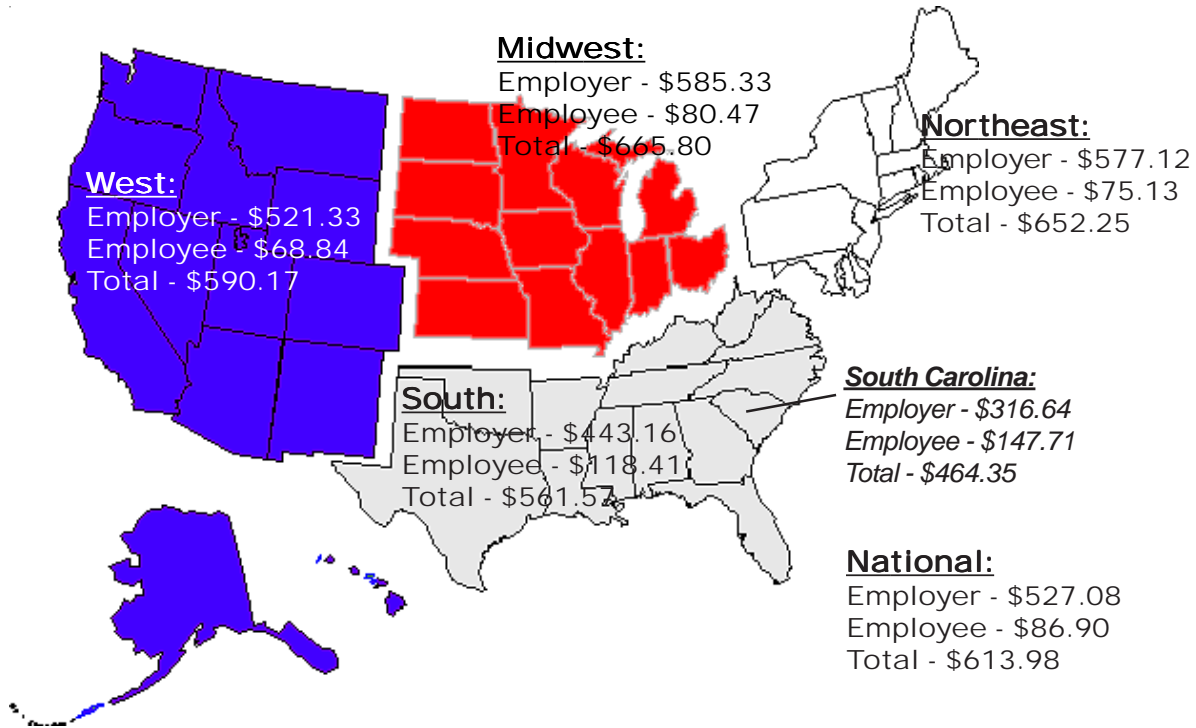 Midwest:
Employer - $585.33
Employee - $80.47
Total - $665.80
Northeast:
Employer - $577.12
Employee - $75.13
Total - $652.25
West:
Employer - $521.33
Employee - $68.84
Total - $590.17
South:
Employer - $443.16
Employee - $118.41
Total - $561.57
South Carolina:
Employer - $316.64
Employee - $147.71
Total - $464.35
National:
Employer - $527.08
Employee - $86.90
Total - $613.98